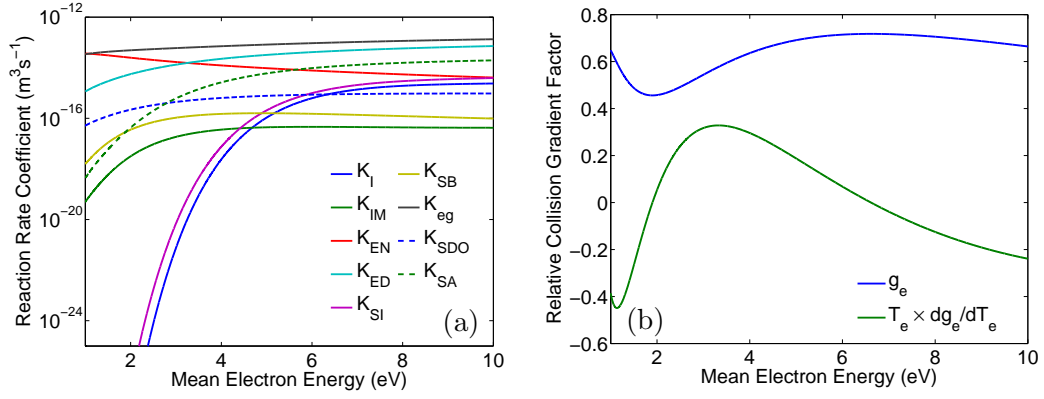 Reaction Rate Coefficient (m³s⁻¹)
10⁻¹²
10⁻¹⁶
10⁻²⁰
10⁻²⁴
K_I
K_IM
K_EN
K_ED
K_SI
K_SB
K_eg
K_SDO
K_SA
(a)
2 4 6 8 10
Mean Electron Energy (eV)
Relative Collision Gradient Factor
0.8
0.6
0.4
0.2
0
-0.2
-0.4
-0.6
g_e
T_e × dg_e/dT_e
(b)
2 4 6 8 10
Mean Electron Energy (eV)